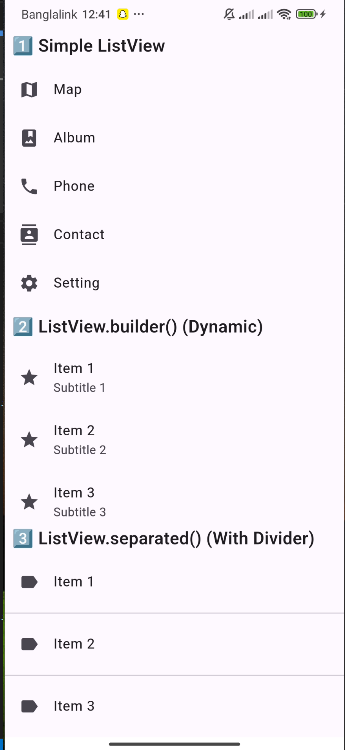 Banglalink 12:41 ... 100
1 Simple ListView
Map
Album
Phone
Contact
Setting
2 ListView.builder() (Dynamic)
Item 1
Subtitle 1
Item 2
Subtitle 2
Item 3
Subtitle 3
3 ListView.separated() (With Divider)
Item 1
Item 2
Item 3